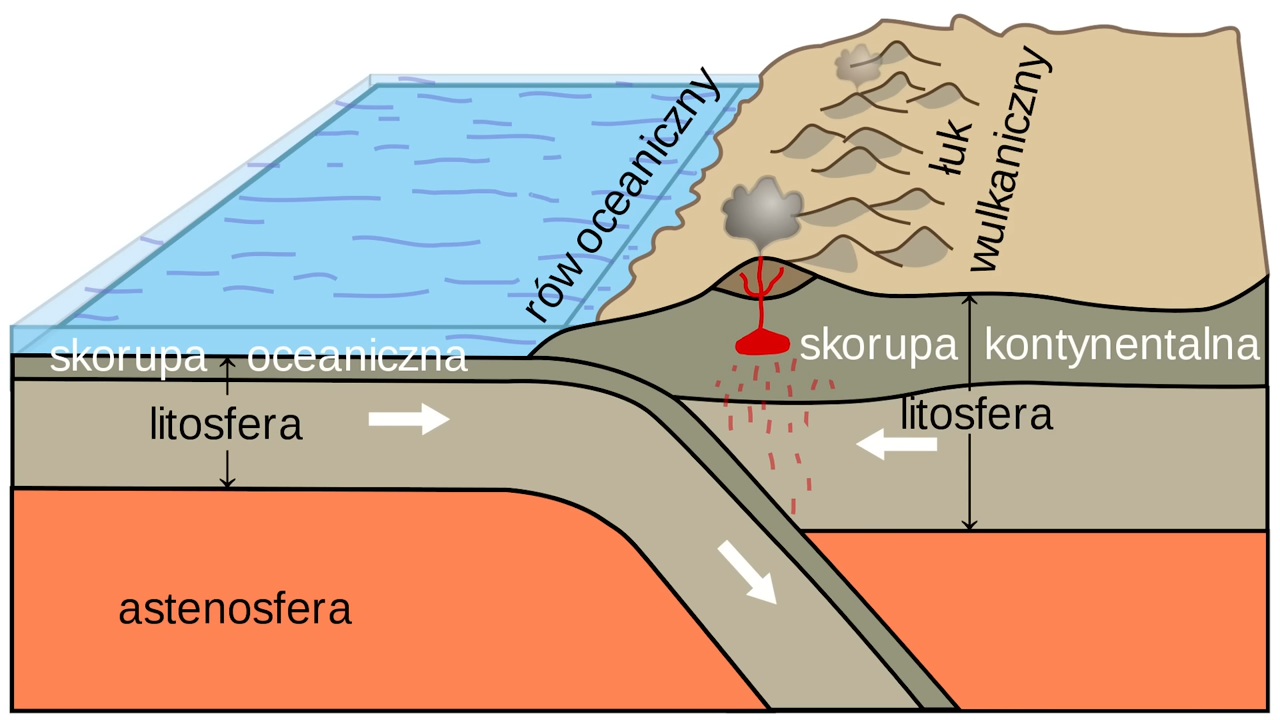 rów oceaniczny
łuk
wulkaniczny
skorupa oceaniczna
skorupa kontynentalna
litosfera
litosfera
astenosfera